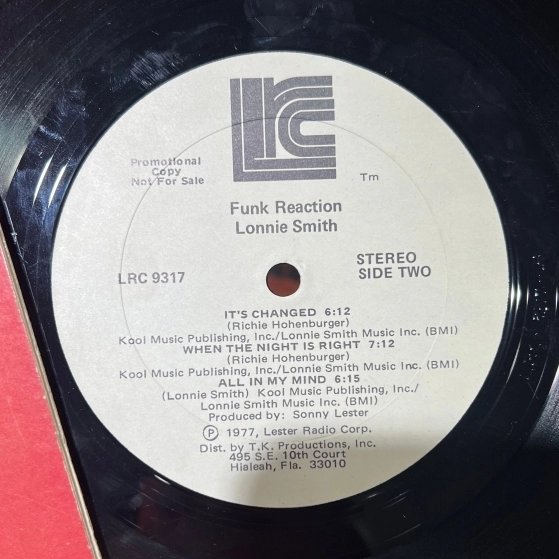 LRC
Promotional
Copy
Not For Sale
Tm
Funk Reaction
Lonnie Smith
LRC 9317
STEREO
SIDE TWO
IT'S CHANGED 6:12
(Richie Hohenburger)
Kool Music Publishing, Inc./Lonnie Smith Music Inc. (BMI)
WHEN THE NIGHT IS RIGHT 7:12
(Richie Hohenburger)
Kool Music Publishing, Inc./Lonnie Smith Music Inc. (BMI)
ALL IN MY MIND 6:15
(Lonnie Smith) Kool Music Publishing, Inc./
Lonnie Smith Music Inc. (BMI)
Produced by: Sonny Lester
Ⓟ 1977, Lester Radio Corp.
Dist. by T.K. Productions, Inc.
495 S.E. 10th Court
Hialeah, Fla. 33010